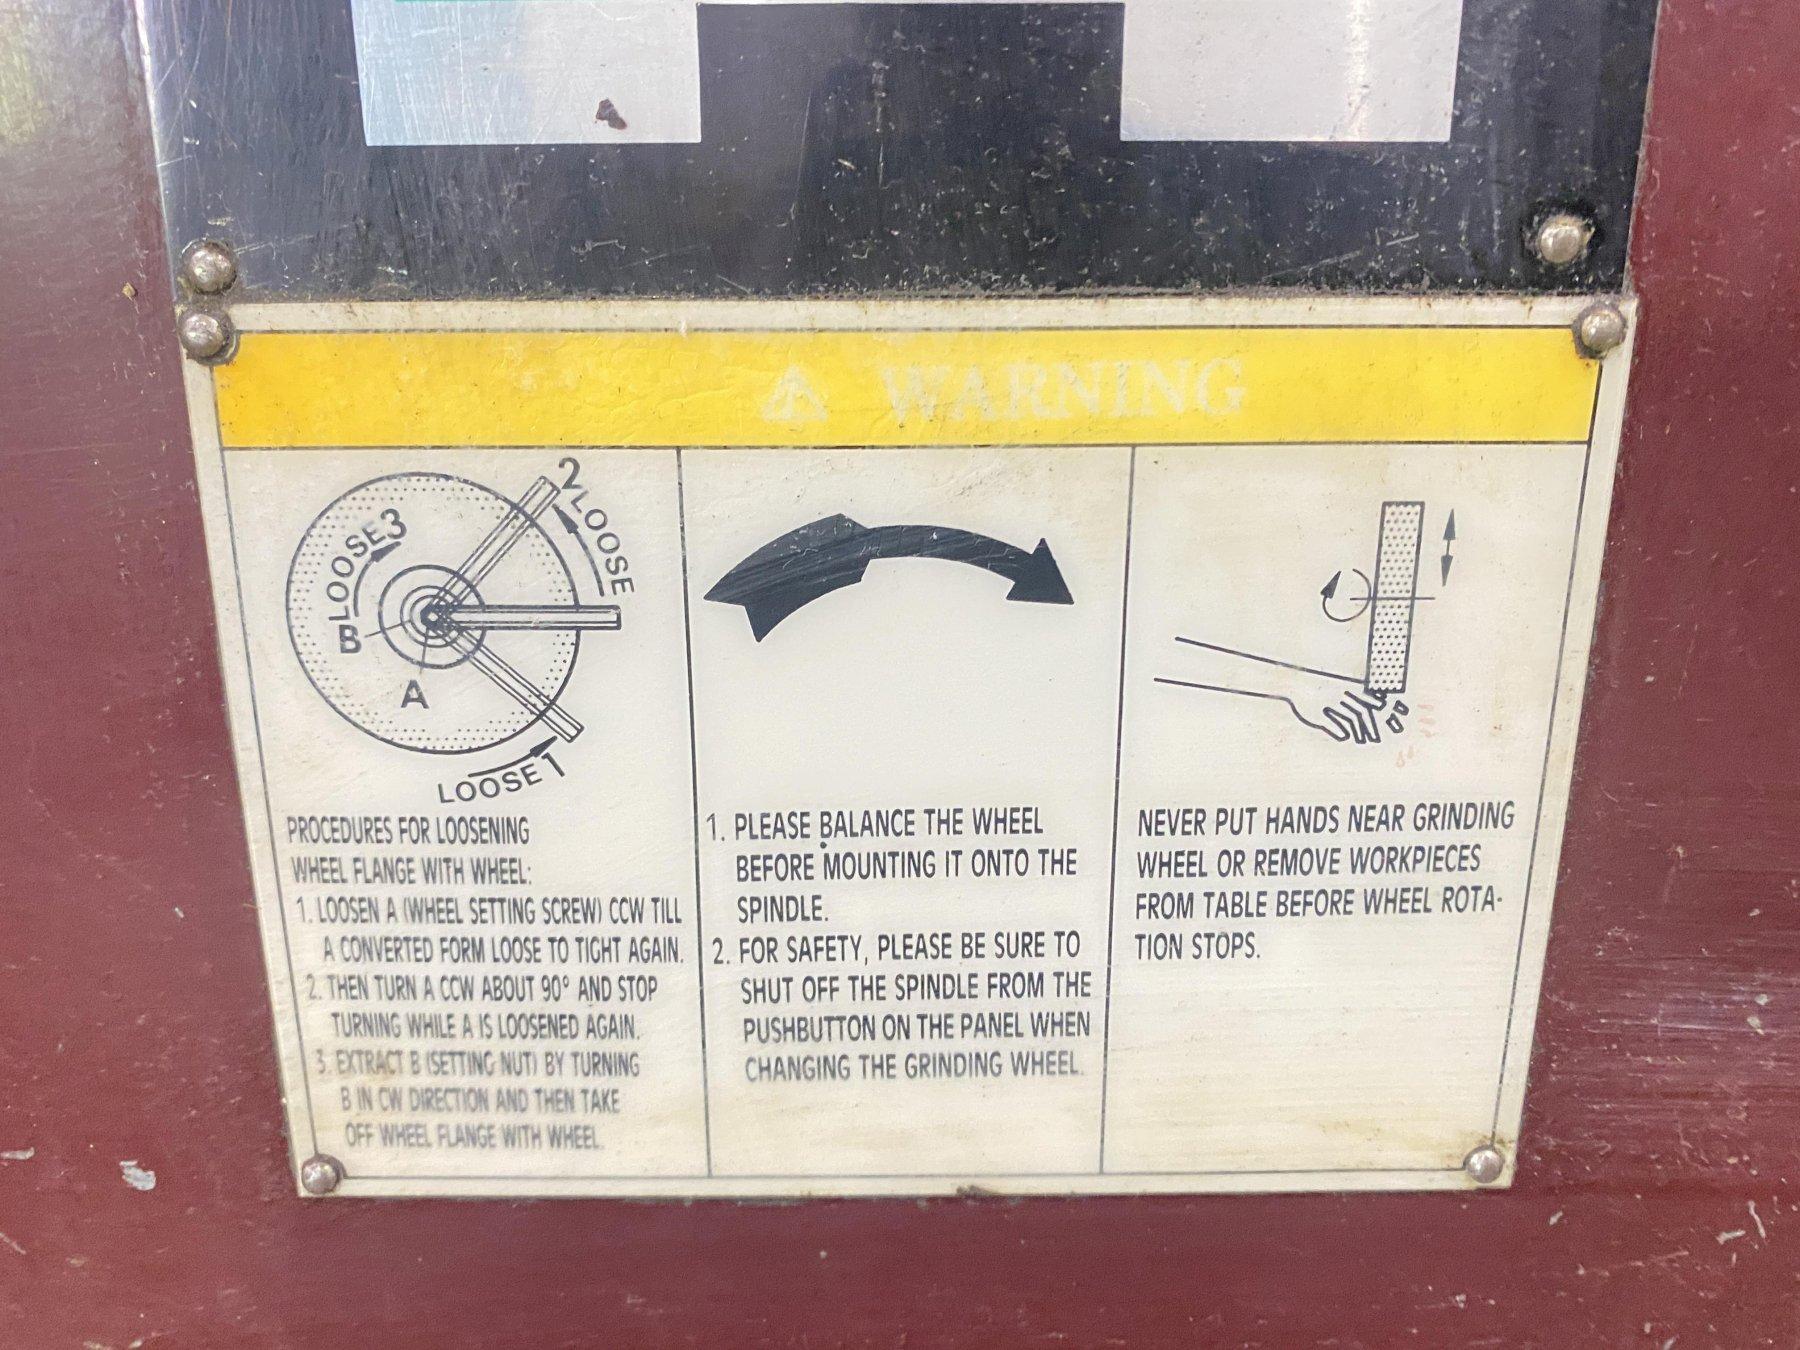 ⚠ WARNING
2
LOOSE
LOOSE3
B
A
LOOSE1
PROCEDURES FOR LOOSENING
WHEEL FLANGE WITH WHEEL:
1. LOOSEN A (WHEEL SETTING SCREW) CCW TILL
A CONVERTED FORM LOOSE TO TIGHT AGAIN.
2. THEN TURN A CCW ABOUT 90° AND STOP
TURNING WHILE A IS LOOSENED AGAIN.
3. EXTRACT B (SETTING NUT) BY TURNING
B IN CW DIRECTION AND THEN TAKE
OFF WHEEL FLANGE WITH WHEEL.
1. PLEASE BALANCE THE WHEEL
BEFORE MOUNTING IT ONTO THE
SPINDLE.
2. FOR SAFETY, PLEASE BE SURE TO
SHUT OFF THE SPINDLE FROM THE
PUSHBUTTON ON THE PANEL WHEN
CHANGING THE GRINDING WHEEL.
NEVER PUT HANDS NEAR GRINDING
WHEEL OR REMOVE WORKPIECES
FROM TABLE BEFORE WHEEL ROTA-
TION STOPS.